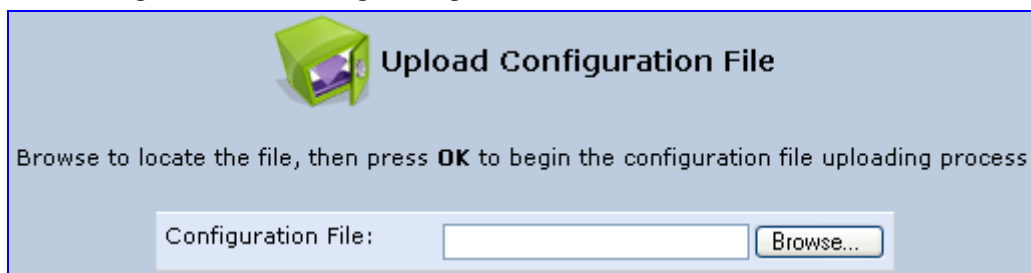 Upload Configuration File
Browse to locate the file, then press OK to begin the configuration file uploading process
Configuration File:
Browse...